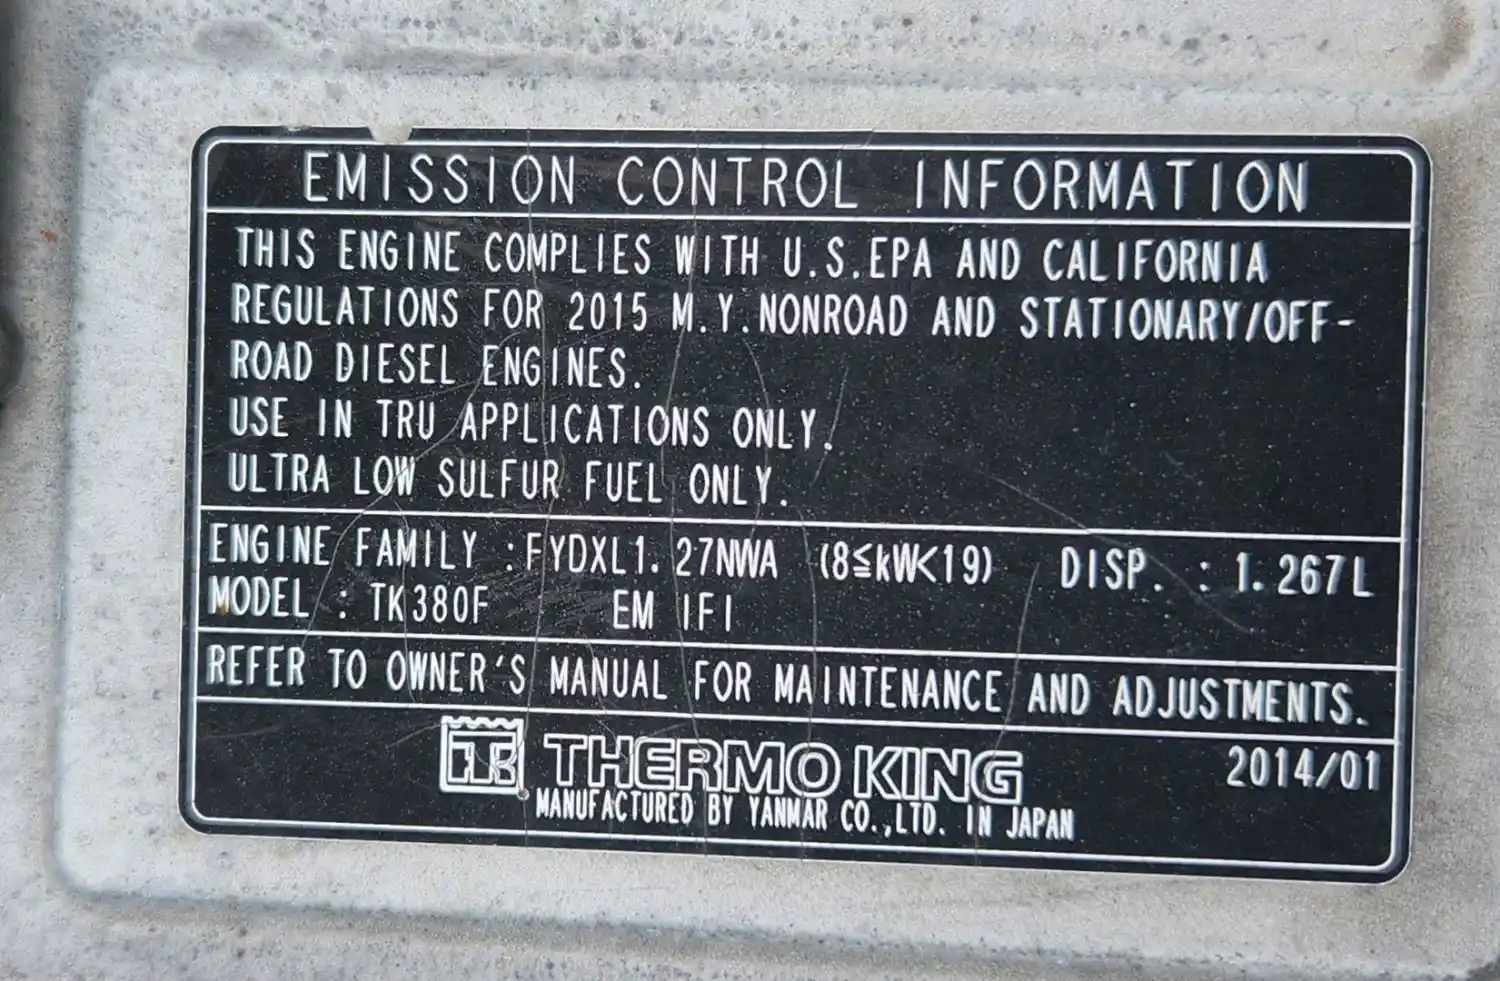 EMISSION CONTROL INFORMATION
THIS ENGINE COMPLIES WITH U.S.EPA AND CALIFORNIA
REGULATIONS FOR 2015 M.Y.NONROAD AND STATIONARY/OFF-
ROAD DIESEL ENGINES.
USE IN TRU APPLICATIONS ONLY.
ULTRA LOW SULFUR FUEL ONLY.
ENGINE FAMILY :FYDXL1.27NWA (8≦kW<19) DISP. : 1.267L
MODEL : TK380F EM IFI
REFER TO OWNER'S MANUAL FOR MAINTENANCE AND ADJUSTMENTS.
TK THERMO KING 2014/01
MANUFACTURED BY YANMAR CO.,LTD. IN JAPAN